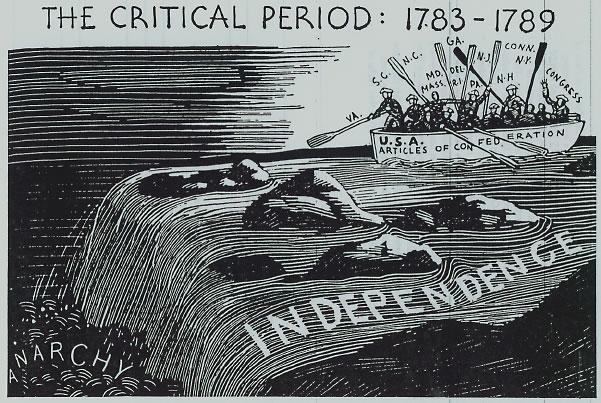 THE CRITICAL PERIOD: 1783-1789
GA.
N.C.
CONN.
S.C.
N.J.
N.Y.
MD. DEL.
CONGRESS
MASS. R.I. PA. N.H
VA.
U.S.A.
ARTICLES OF CONFEDERATION
INDEPENDENCE
ANARCHY